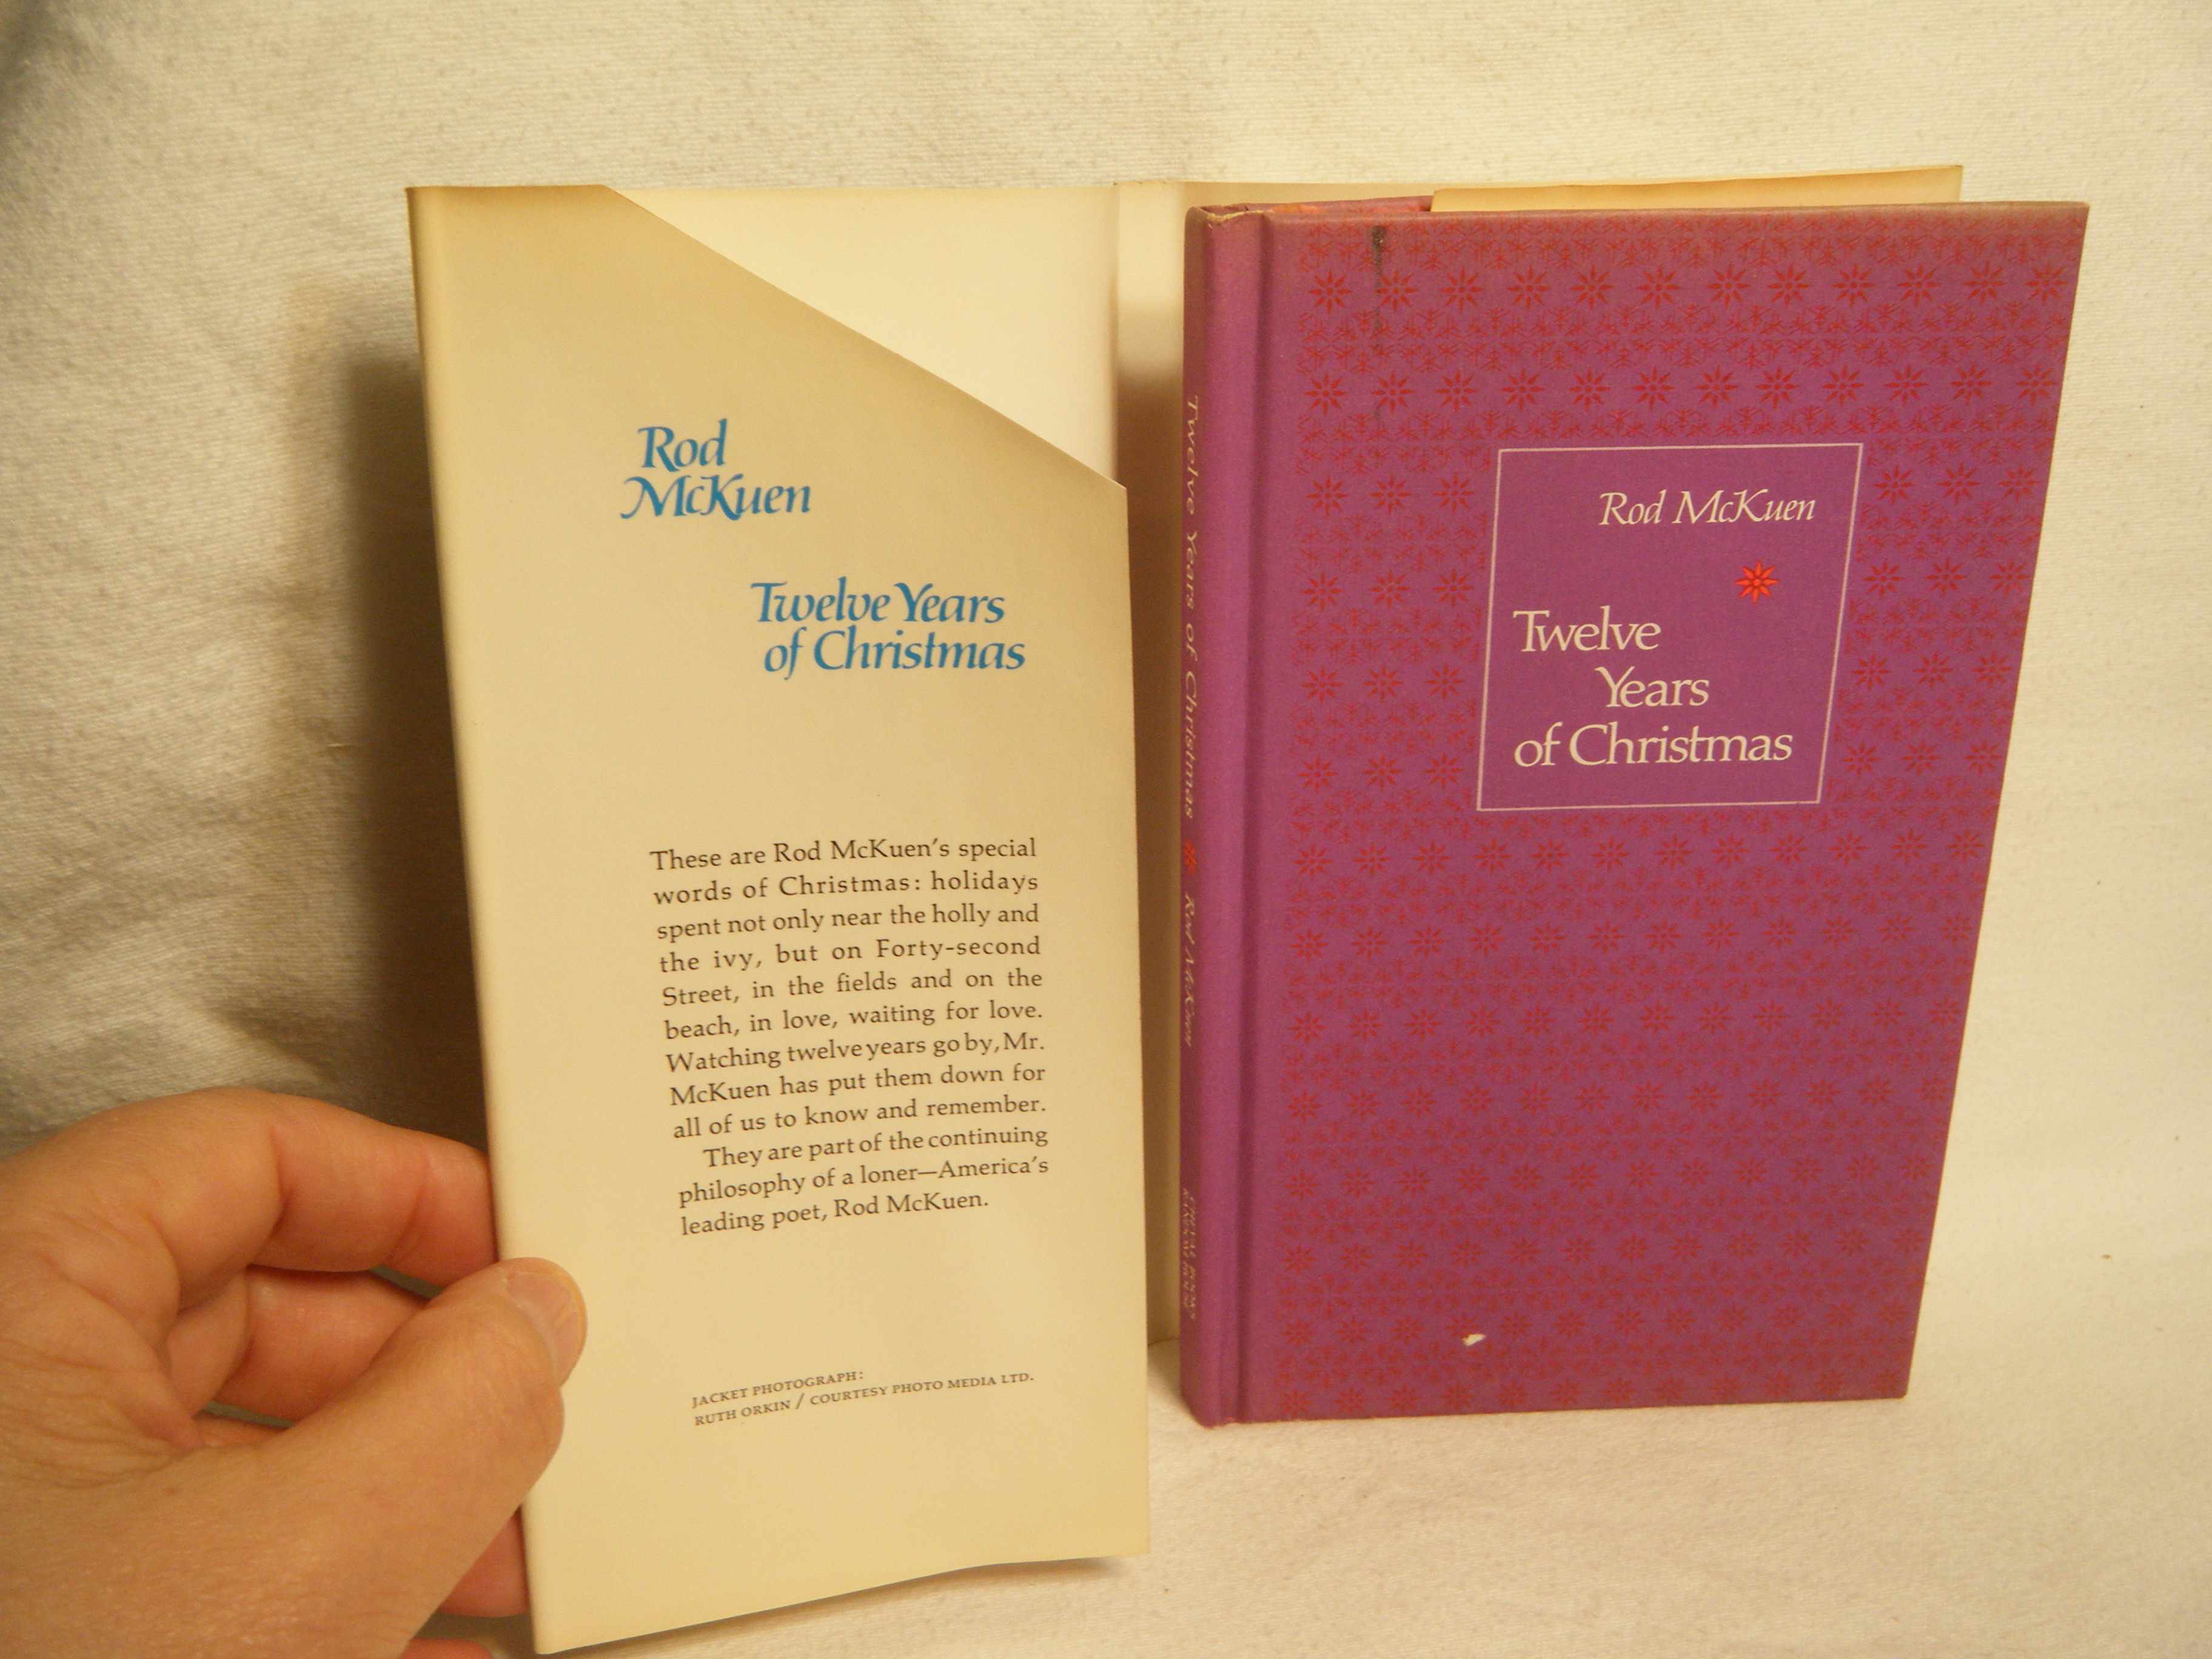 Rod
McKuen
Twelve Years
of Christmas
These are Rod McKuen's special
words of Christmas: holidays
spent not only near the holly and
the ivy, but on Forty-second
Street, in the fields and on the
beach, in love, waiting for love.
Watching twelve years go by, Mr.
McKuen has put them down for
all of us to know and remember.
They are part of the continuing
philosophy of a loner—America's
leading poet, Rod McKuen.
JACKET PHOTOGRAPH:
RUTH ORKIN / COURTESY PHOTO MEDIA LTD.
Twelve Years of Christmas Rod McKuen
Rod McKuen
Twelve
Years
of Christmas